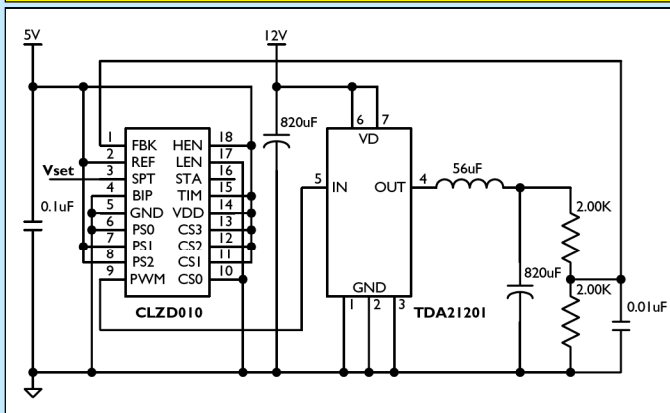 5V
12V
820uF
1 FBK HEN 18
2 REF LEN 17
Vset 3 SPT STA 16
4 BIP TIM 15
5 GND VDD 14
6 PS0 CS3 13
7 PS1 CS2 12
8 PS2 CS1 11
9 PWM CS0 10
CLZD010
0.1uF
6 7
VD
5 IN OUT 4
GND
1 2 3
TDA21201
56uF
2.00K
820uF
2.00K
0.01uF